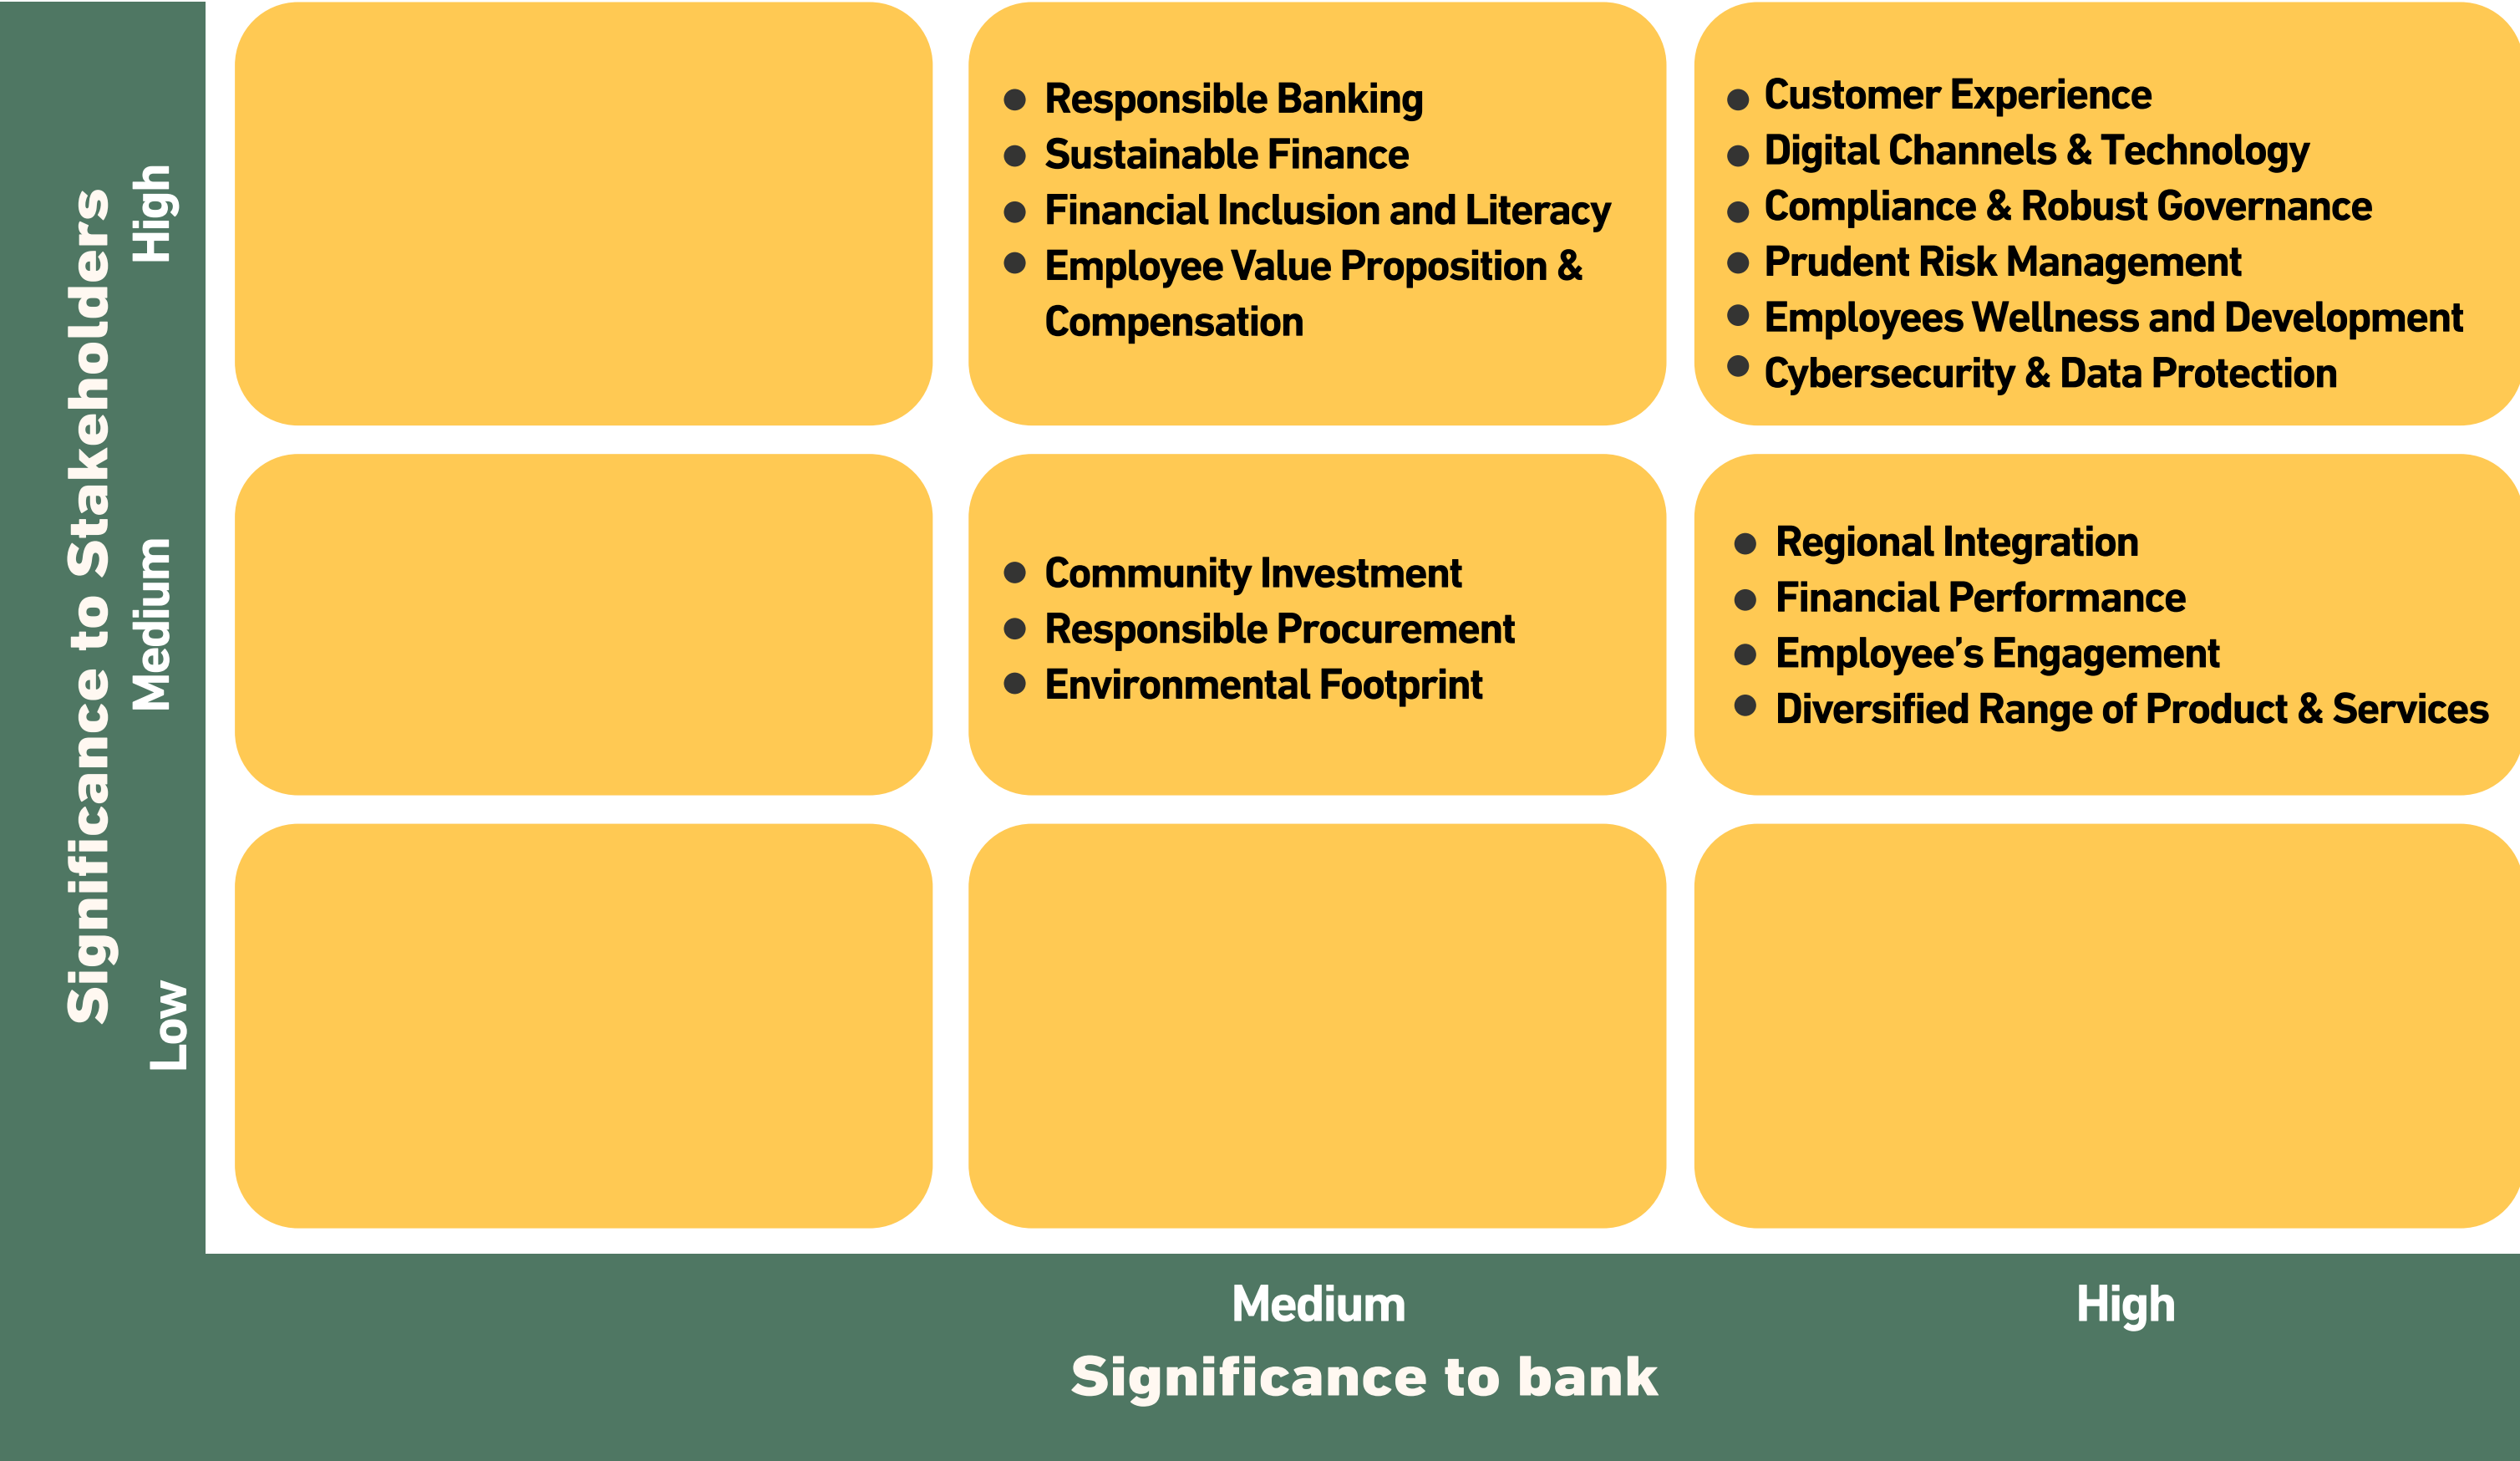 Significance to Stakeholders
High
Medium
Low
Responsible Banking
Sustainable Finance
Financial Inclusion and Literacy
Employee Value Proposition &
Compensation
Customer Experience
Digital Channels & Technology
Compliance & Robust Governance
Prudent Risk Management
Employees Wellness and Development
Cybersecurity & Data Protection
Community Investment
Responsible Procurement
Environmental Footprint
Regional Integration
Financial Performance
Employee’s Engagement
Diversified Range of Product & Services
Medium
High
Significance to bank